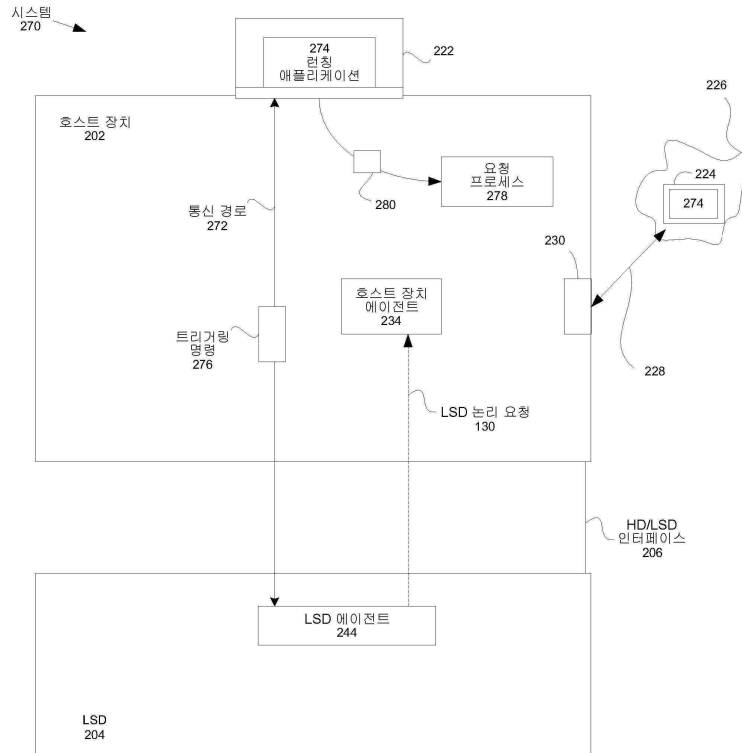 시스템
270
274
런칭
애플리케이션
222
호스트 장치
202
226
요청
프로세스
278
224
274
280
통신 경로
272
230
호스트 장치
에이전트
234
트리거링
명령
276
228
LSD 논리 요청
130
HD/LSD
인터페이스
206
LSD 에이전트
244
LSD
204